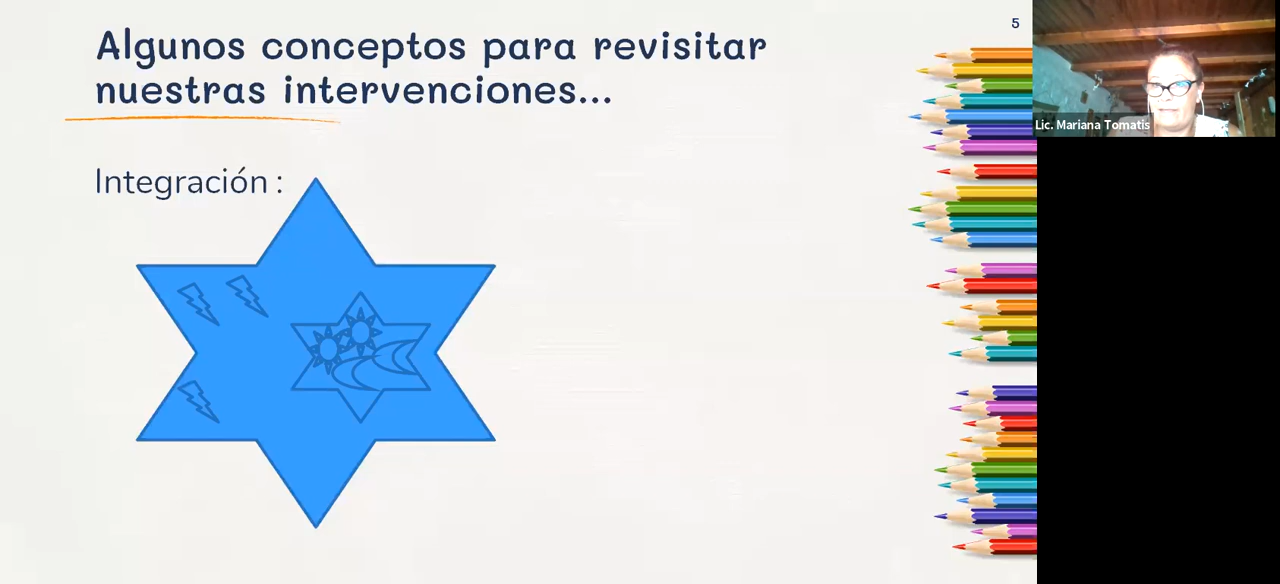 5
Algunos conceptos para revisitar
nuestras intervenciones...
Integración :
Lic. Mariana Tomatis